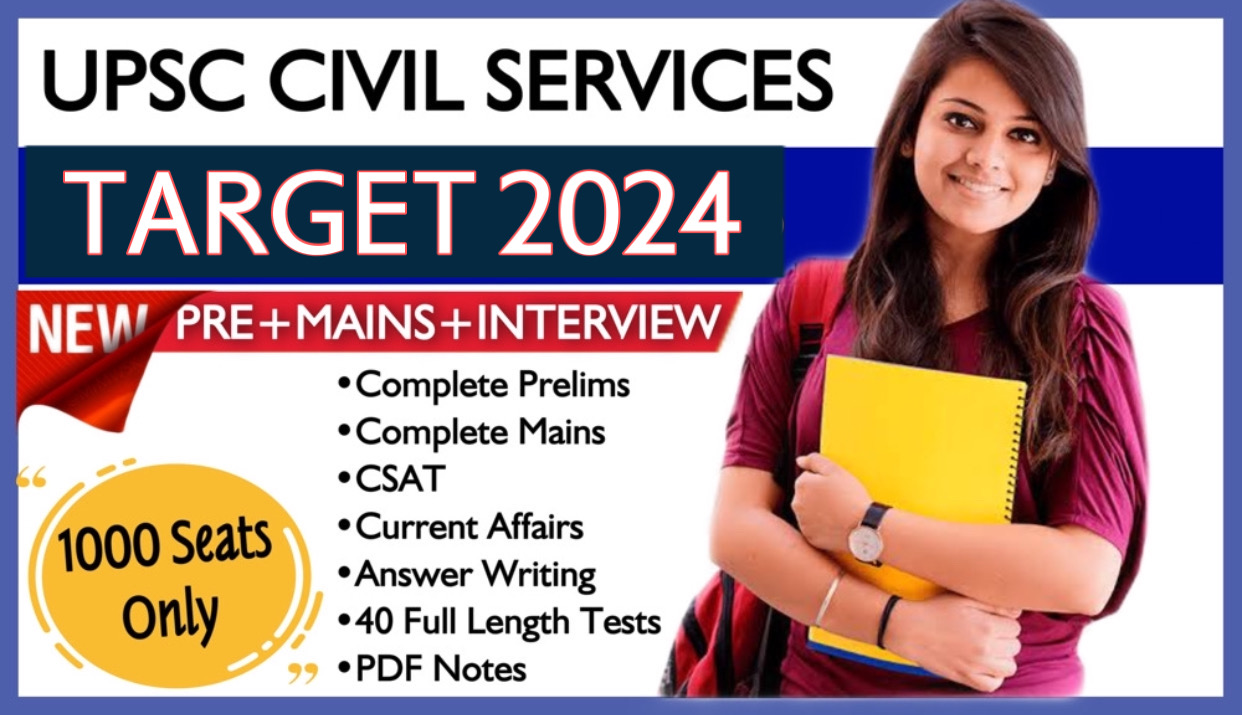 UPSC CIVIL SERVICES
TARGET 2024
NEW PRE+MAINS+INTERVIEW
•Complete Prelims
•Complete Mains
•CSAT
•Current Affairs
•Answer Writing
•40 Full Length Tests
•PDF Notes
“1000 Seats
Only”